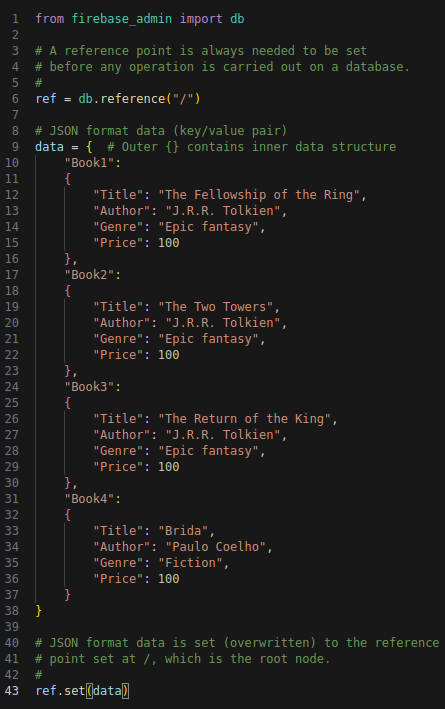 1 from firebase_admin import db
2
3 # A reference point is always needed to be set
4 # before any operation is carried out on a database.
5 #
6 ref = db.reference("/")
7
8 # JSON format data (key/value pair)
9 data = {  # Outer {} contains inner data structure
10     "Book1":
11     {
12         "Title": "The Fellowship of the Ring",
13         "Author": "J.R.R. Tolkien",
14         "Genre": "Epic fantasy",
15         "Price": 100
16     },
17     "Book2":
18     {
19         "Title": "The Two Towers",
20         "Author": "J.R.R. Tolkien",
21         "Genre": "Epic fantasy",
22         "Price": 100
23     },
24     "Book3":
25     {
26         "Title": "The Return of the King",
27         "Author": "J.R.R. Tolkien",
28         "Genre": "Epic fantasy",
29         "Price": 100
30     },
31     "Book4":
32     {
33         "Title": "Brida",
34         "Author": "Paulo Coelho",
35         "Genre": "Fiction",
36         "Price": 100
37     }
38 }
39
40 # JSON format data is set (overwritten) to the reference
41 # point set at /, which is the root node.
42 #
43 ref.set(data)